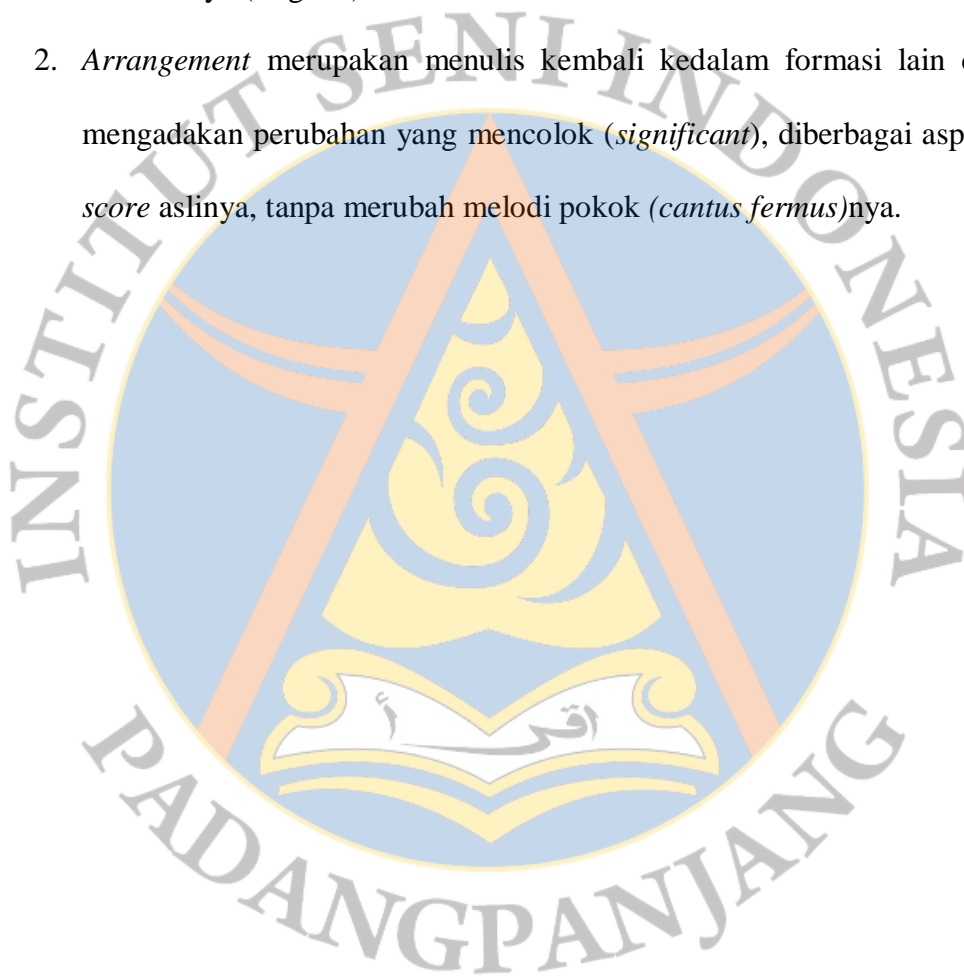 2. Arrangement merupakan menulis kembali kedalam formasi lain
mengadakan perubahan yang mencolok (significant), diberbagai
score aslinya, tanpa merubah melodi pokok (cantus fermus)nya.
INSTITUT SENI INDONESIA
اقرأ
PADANGPANJANG